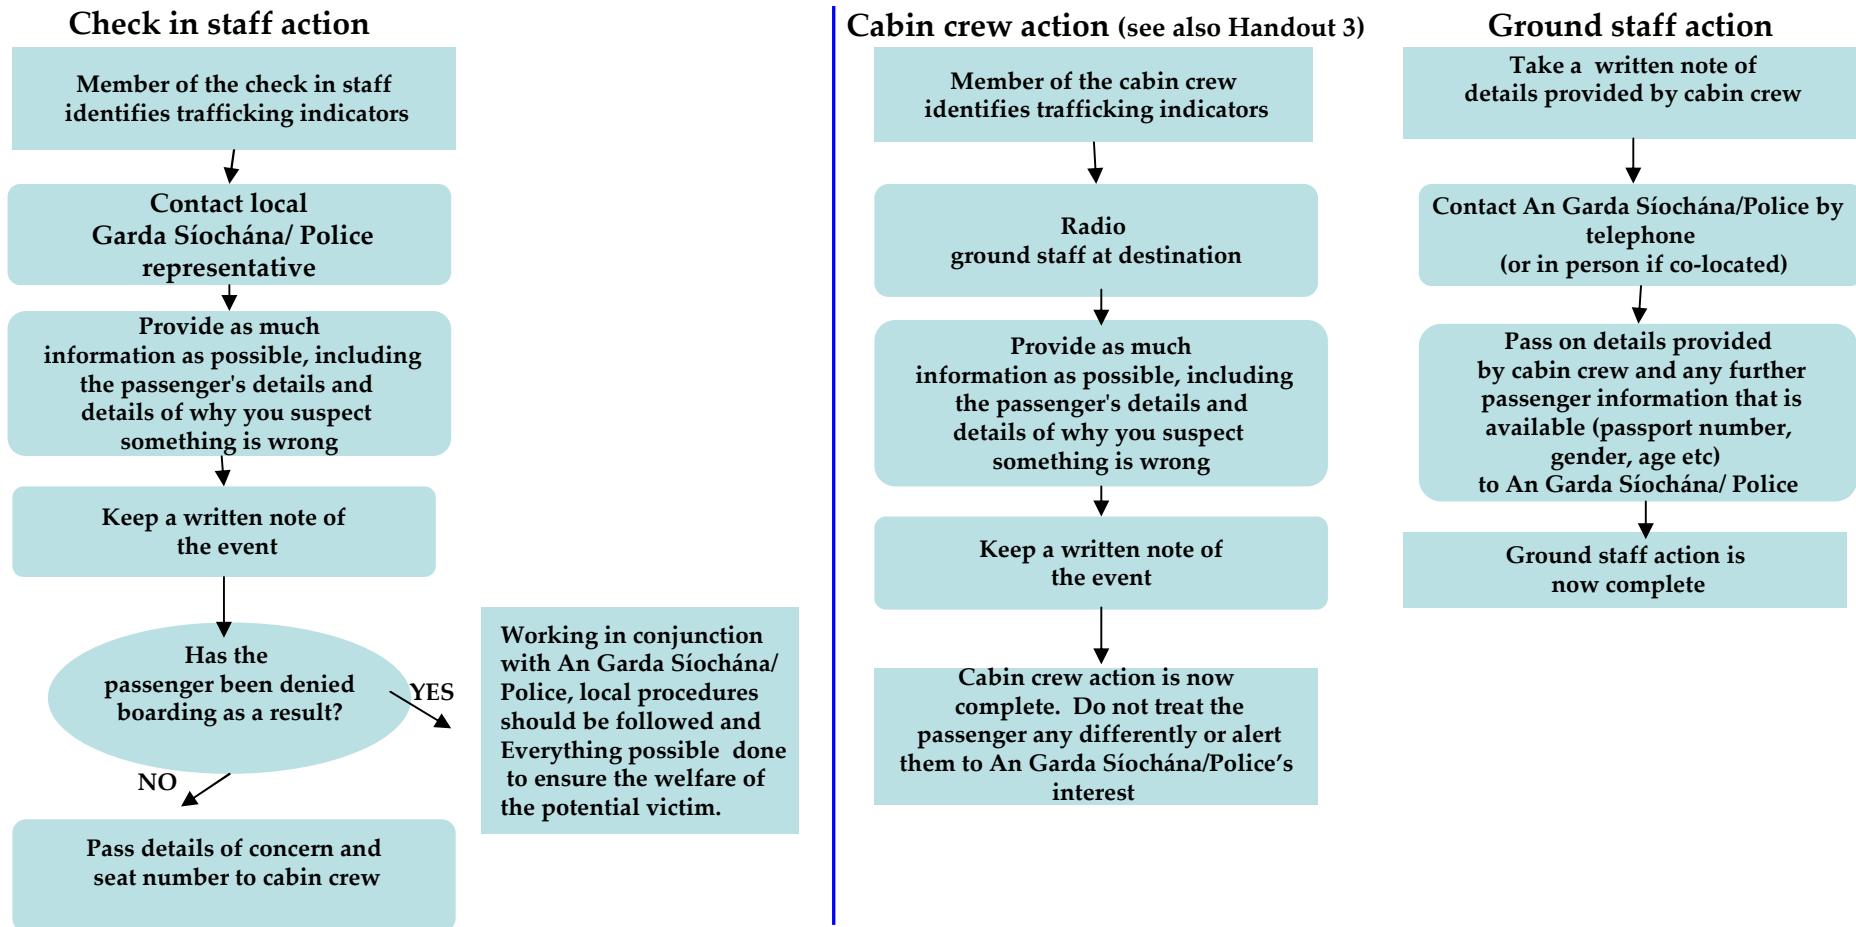 Check in staff action
Member of the check in staff
identifies trafficking indicators
Contact local
Garda Síochána/ Police
representative
Provide as much
information as possible, including
the passenger's details and
details of why you suspect
something is wrong
Keep a written note of
the event
Has the
passenger been denied
boarding as a result?
YES
NO
Working in conjunction
with An Garda Síochána/
Police, local procedures
should be followed and
Everything possible done
to ensure the welfare of
the potential victim.
Pass details of concern and
seat number to cabin crew
Cabin crew action (see also Handout 3)
Member of the cabin crew
identifies trafficking indicators
Radio
ground staff at destination
Provide as much
information as possible, including
the passenger's details and
details of why you suspect
something is wrong
Keep a written note of
the event
Cabin crew action is now
complete. Do not treat the
passenger any differently or alert
them to An Garda Síochána/Police’s
interest
Ground staff action
Take a written note of
details provided by cabin crew
Contact An Garda Síochána/Police by
telephone
(or in person if co-located)
Pass on details provided
by cabin crew and any further
passenger information that is
available (passport number,
gender, age etc)
to An Garda Síochána/ Police
Ground staff action is
now complete